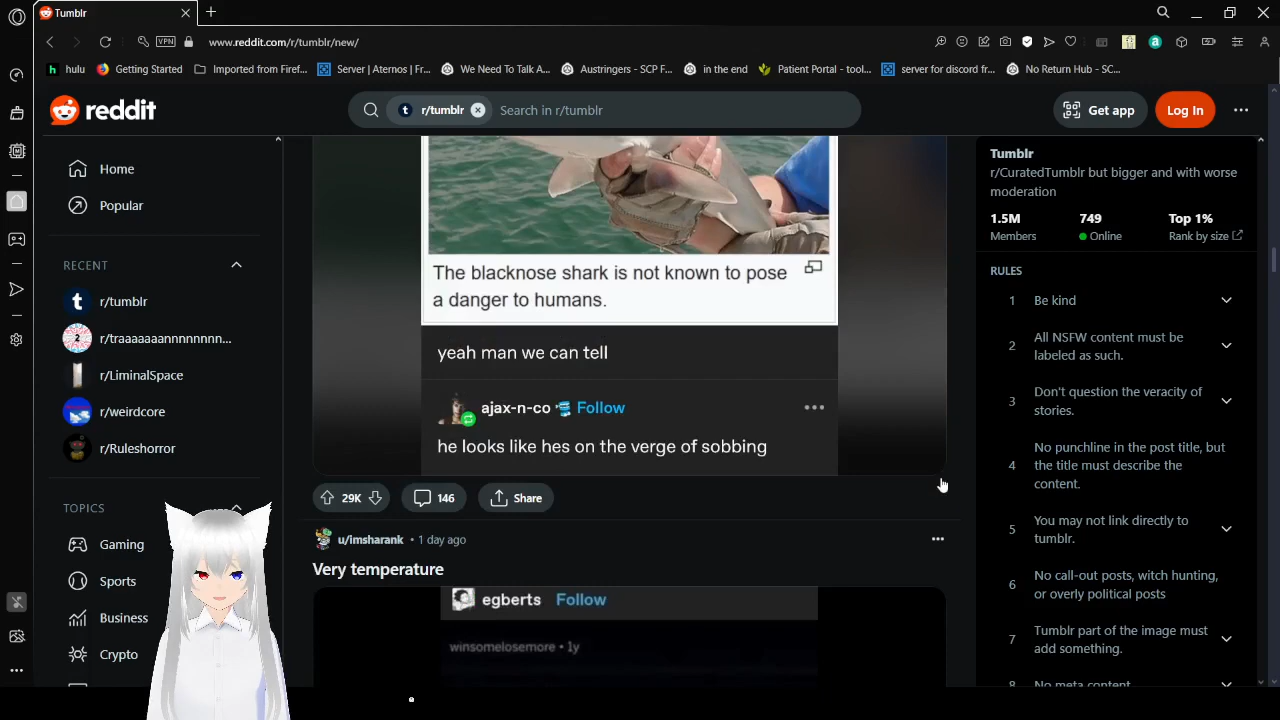 Tumblr
www.reddit.com/r/tumblr/new/
VPN
hulu
Getting Started
Imported from Firef...
Server | Aternos | Fr...
We Need To Talk A...
Austringers - SCP F...
in the end
Patient Portal - tool...
server for discord fr...
No Return Hub - SC...
reddit
r/tumblr
Search in r/tumblr
Get app
Log In
Home
Popular
RECENT
r/tumblr
r/traaaaaaannnnnnnn...
r/LiminalSpace
r/weirdcore
r/Ruleshorror
TOPICS
Gaming
Sports
Business
Crypto
The blacknose shark is not known to pose
a danger to humans.
yeah man we can tell
ajax-n-co Follow
he looks like hes on the verge of sobbing
29K
146
Share
u/imsharank • 1 day ago
Very temperature
egberts Follow
winsomelosemore • 1y
Tumblr
r/CuratedTumblr but bigger and with worse
moderation
1.5M 749 Top 1%
Members Online Rank by size
RULES
1 Be kind
2 All NSFW content must be
labeled as such.
3 Don't question the veracity of
stories.
4 No punchline in the post title, but
the title must describe the
content.
5 You may not link directly to
tumblr.
6 No call-out posts, witch hunting,
or overly political posts
7 Tumblr part of the image must
add something.
8 No meta content